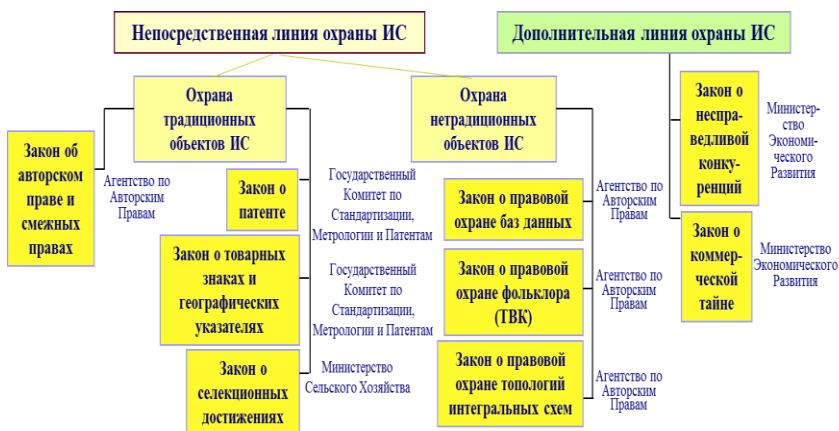 Непосредственная линия охраны ИС
Дополнительная линия охраны ИС
Охрана
традиционных
объектов ИС
Охрана
нетрадиционных
объектов ИС
Закон об
авторском
праве и
смежных
правах
Агентство по
Авторским
Правам
Закон о
патенте
Государственный
Комитет по
Стандартизации,
Метрологии и Патентам
Закон о товарных
знаках и
географических
указателях
Государственный
Комитет по
Стандартизации,
Метрологии и Патентам
Закон о
селекционных
достижениях
Министерство
Сельского Хозяйства
Закон о правовой
охране баз данных
Агентство по
Авторским
Правам
Закон о правовой
охране фольклора
(ТВК)
Агентство по
Авторским
Правам
Закон о правовой
охране топологий
интегральных схем
Агентство по
Авторским
Правам
Закон о
неспра-
ведливой
конку-
ренций
Министер-
ство
Экономи-
ческого
Развития
Закон о
коммер-
ческой
тайне
Министерство
Экономического
Развития